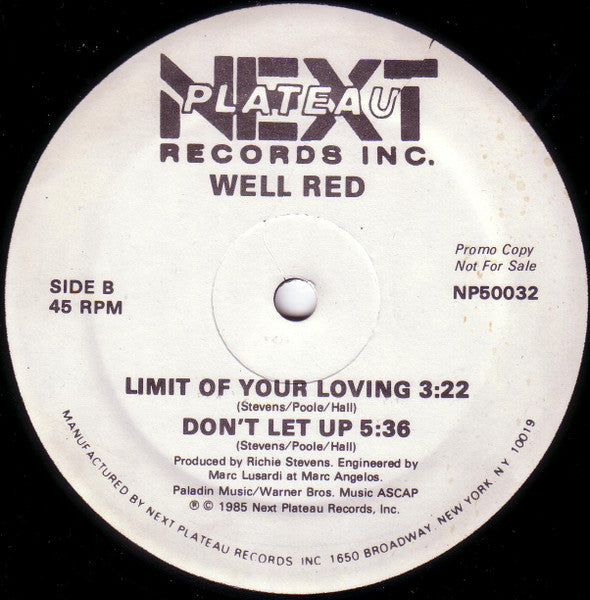 NEXT
PLATEAU
RECORDS INC.
WELL RED
Promo Copy
Not For Sale
SIDE B
45 RPM
NP50032
LIMIT OF YOUR LOVING 3:22
(Stevens/Poole/Hall)
DON'T LET UP 5:36
(Stevens/Poole/Hall)
Produced by Richie Stevens. Engineered by
Marc Lusardi at Marc Angelos.
Paladin Music/Warner Bros. Music ASCAP
℗ © 1985 Next Plateau Records, Inc.
MANUFACTURED BY NEXT PLATEAU RECORDS INC 1650 BROADWAY, NEW YORK, N.Y. 10019